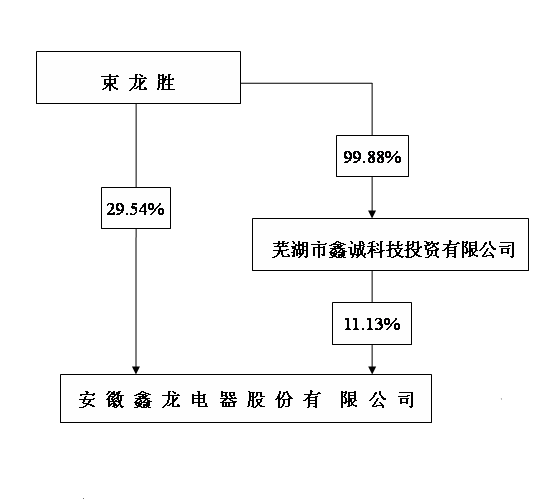 束龙胜
99.88%
29.54%
芜湖市鑫诚科技投资有限公司
11.13%
安徽鑫龙电器股份有限公司